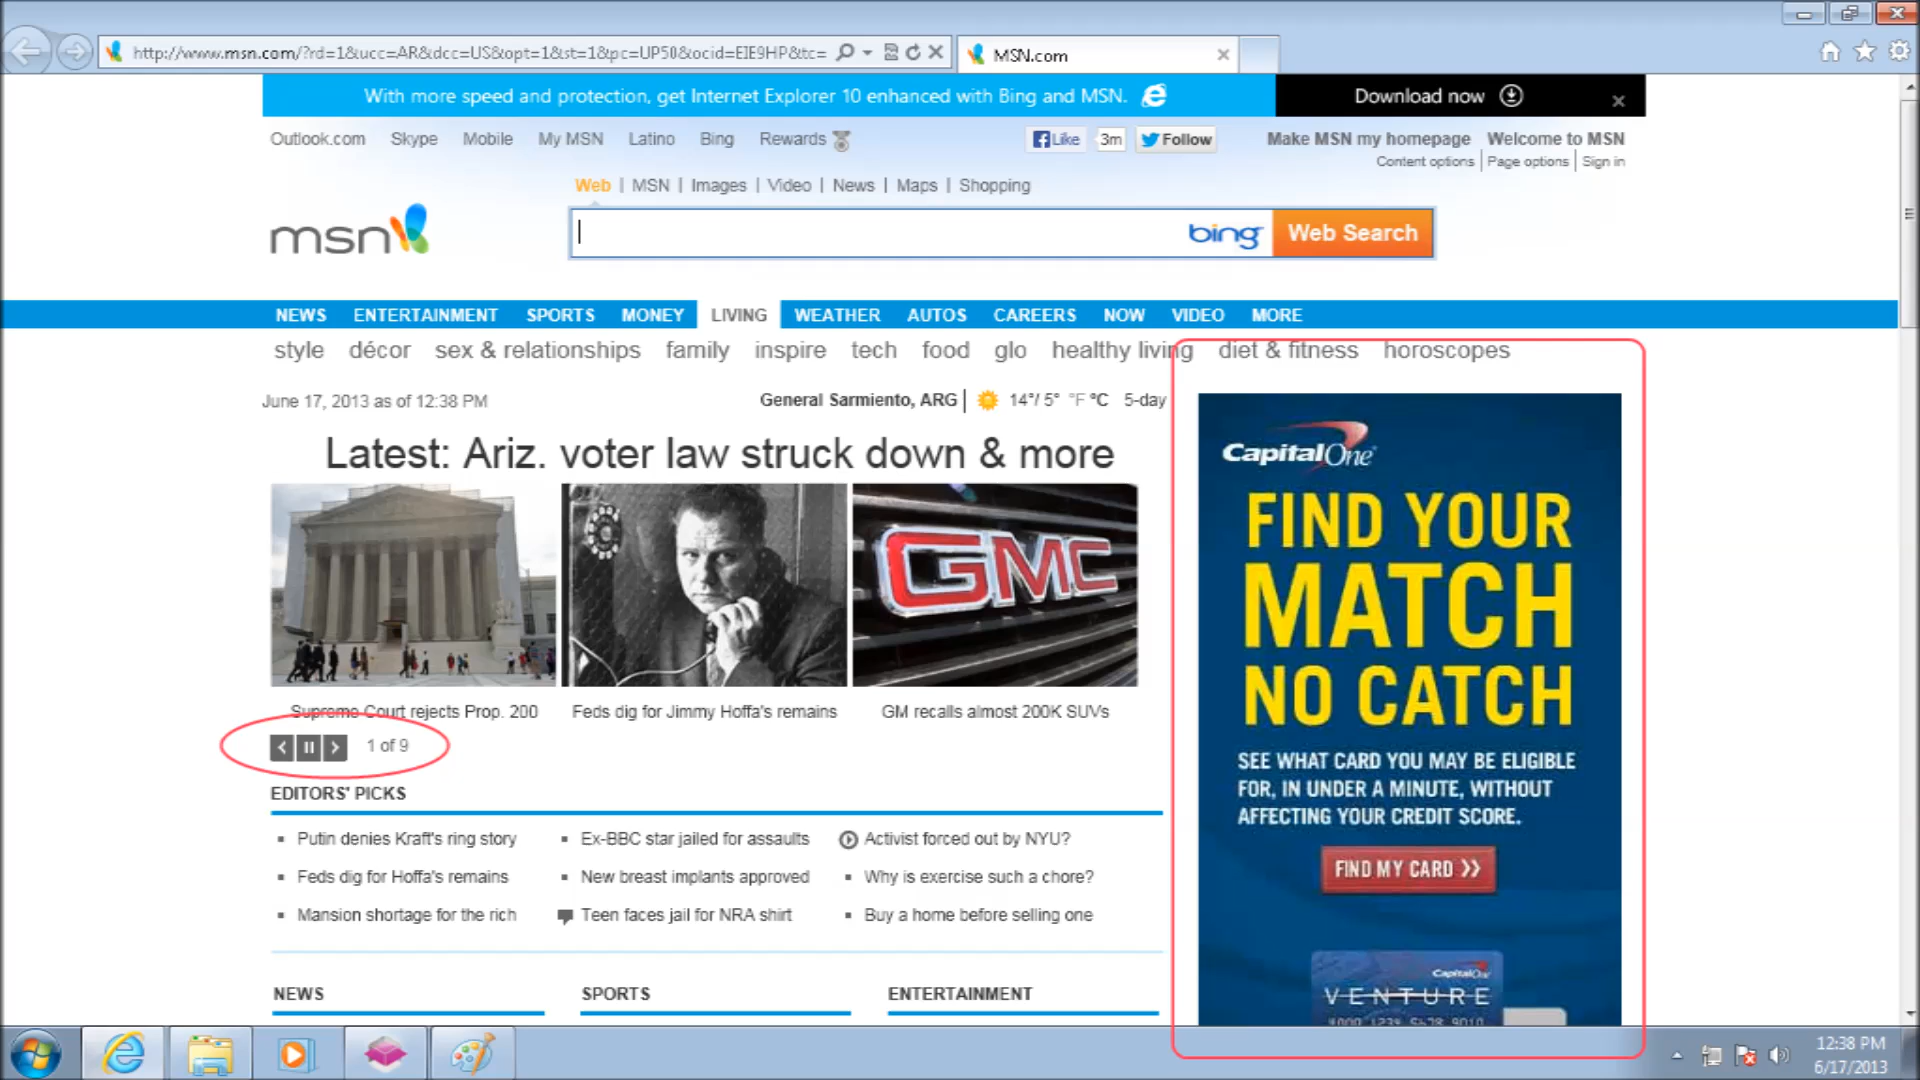 http://www.msn.com/?rd=1&ucc=AR&dcc=US&opt=1&st=1&pc=UP50&ocid=EIE9HP&tc=
MSN.com
With more speed and protection, get Internet Explorer 10 enhanced with Bing and MSN.
Download now
Outlook.com Skype Mobile My MSN Latino Bing Rewards
Like 3m Follow
Make MSN my homepage Welcome to MSN
Content options | Page options | Sign in
Web | MSN | Images | Video | News | Maps | Shopping
msn
bing Web Search
NEWS ENTERTAINMENT SPORTS MONEY LIVING WEATHER AUTOS CAREERS NOW VIDEO MORE
style décor sex & relationships family inspire tech food glo healthy living diet & fitness horoscopes
June 17, 2013 as of 12:38 PM
General Sarmiento, ARG | 14°/ 5° °F °C 5-day
Latest: Ariz. voter law struck down & more
GMC
Supreme Court rejects Prop. 200
Feds dig for Jimmy Hoffa's remains
GM recalls almost 200K SUVs
1 of 9
EDITORS' PICKS
Putin denies Kraft's ring story
Feds dig for Hoffa's remains
Mansion shortage for the rich
Ex-BBC star jailed for assaults
New breast implants approved
Teen faces jail for NRA shirt
Activist forced out by NYU?
Why is exercise such a chore?
Buy a home before selling one
NEWS
SPORTS
ENTERTAINMENT
CapitalOne
FIND YOUR
MATCH
NO CATCH
SEE WHAT CARD YOU MAY BE ELIGIBLE
FOR, IN UNDER A MINUTE, WITHOUT
AFFECTING YOUR CREDIT SCORE.
FIND MY CARD >>
CapitalOne
VENTURE
12:38 PM
6/17/2013